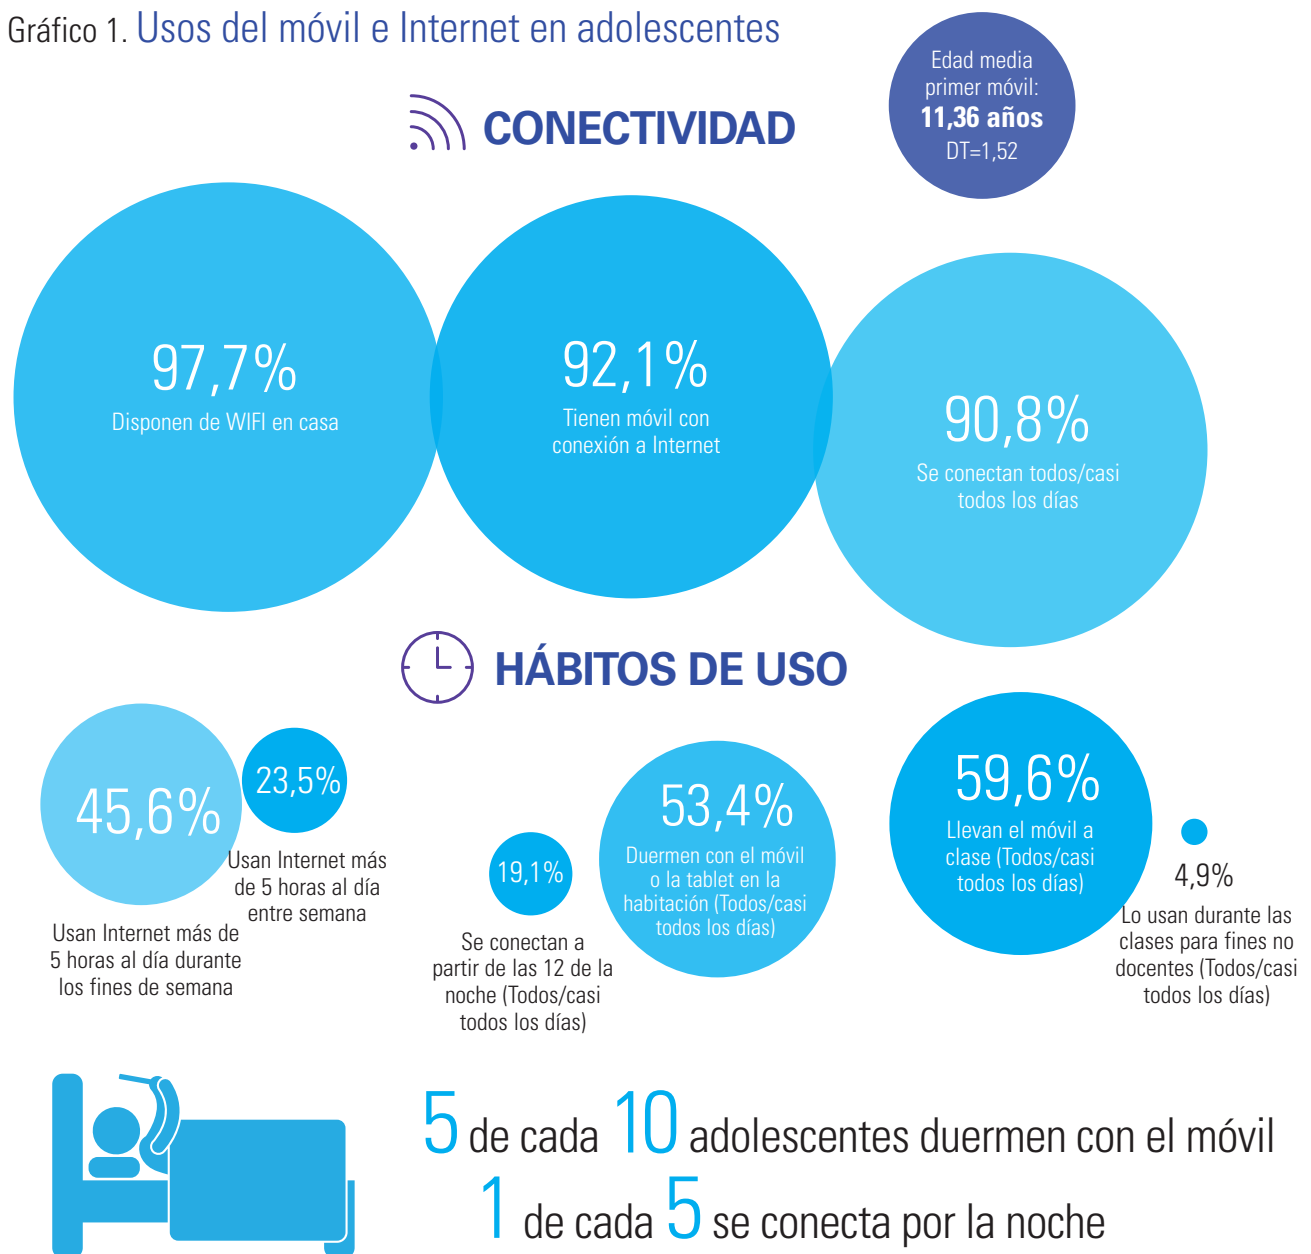 Gráfico 1. Usos del móvil e Internet en adolescentes
Edad media
primer móvil:
11,36 años
DT=1,52
CONECTIVIDAD
97,7%
Disponen de WIFI en casa
92,1%
Tienen móvil con
conexión a Internet
90,8%
Se conectan todos/casi
todos los días
HÁBITOS DE USO
45,6%
Usan Internet más de
5 horas al día durante
los fines de semana
23,5%
Usan Internet más
de 5 horas al día
entre semana
19,1%
Se conectan a
partir de las 12 de la
noche (Todos/casi
todos los días)
53,4%
Duermen con el móvil
o la tablet en la
habitación (Todos/casi
todos los días)
59,6%
Llevan el móvil a
clase (Todos/casi
todos los días)
4,9%
Lo usan durante las
clases para fines no
docentes (Todos/casi
todos los días)
5 de cada 10 adolescentes duermen con el móvil
1 de cada 5 se conecta por la noche